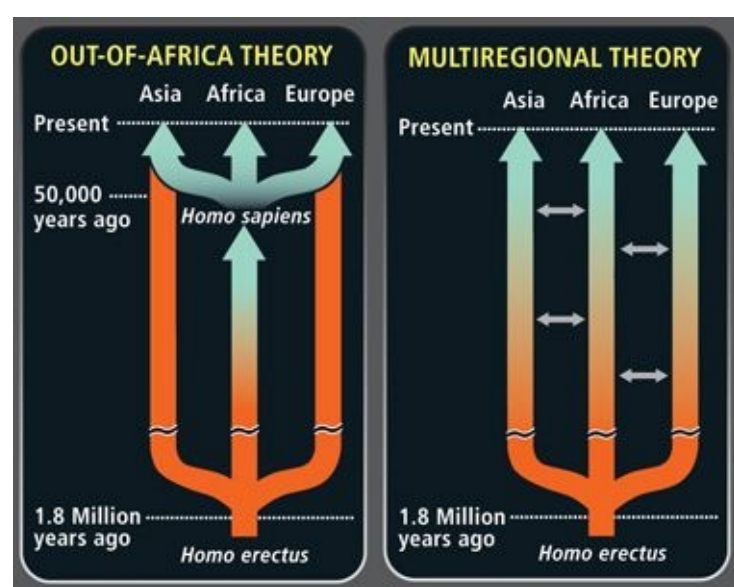 OUT-OF-AFRICA THEORY
Asia Africa Europe
Present
50,000
years ago
Homo sapiens
1.8 Million
years ago
Homo erectus
MULTIREGIONAL THEORY
Asia Africa Europe
Present
1.8 Million
years ago
Homo erectus